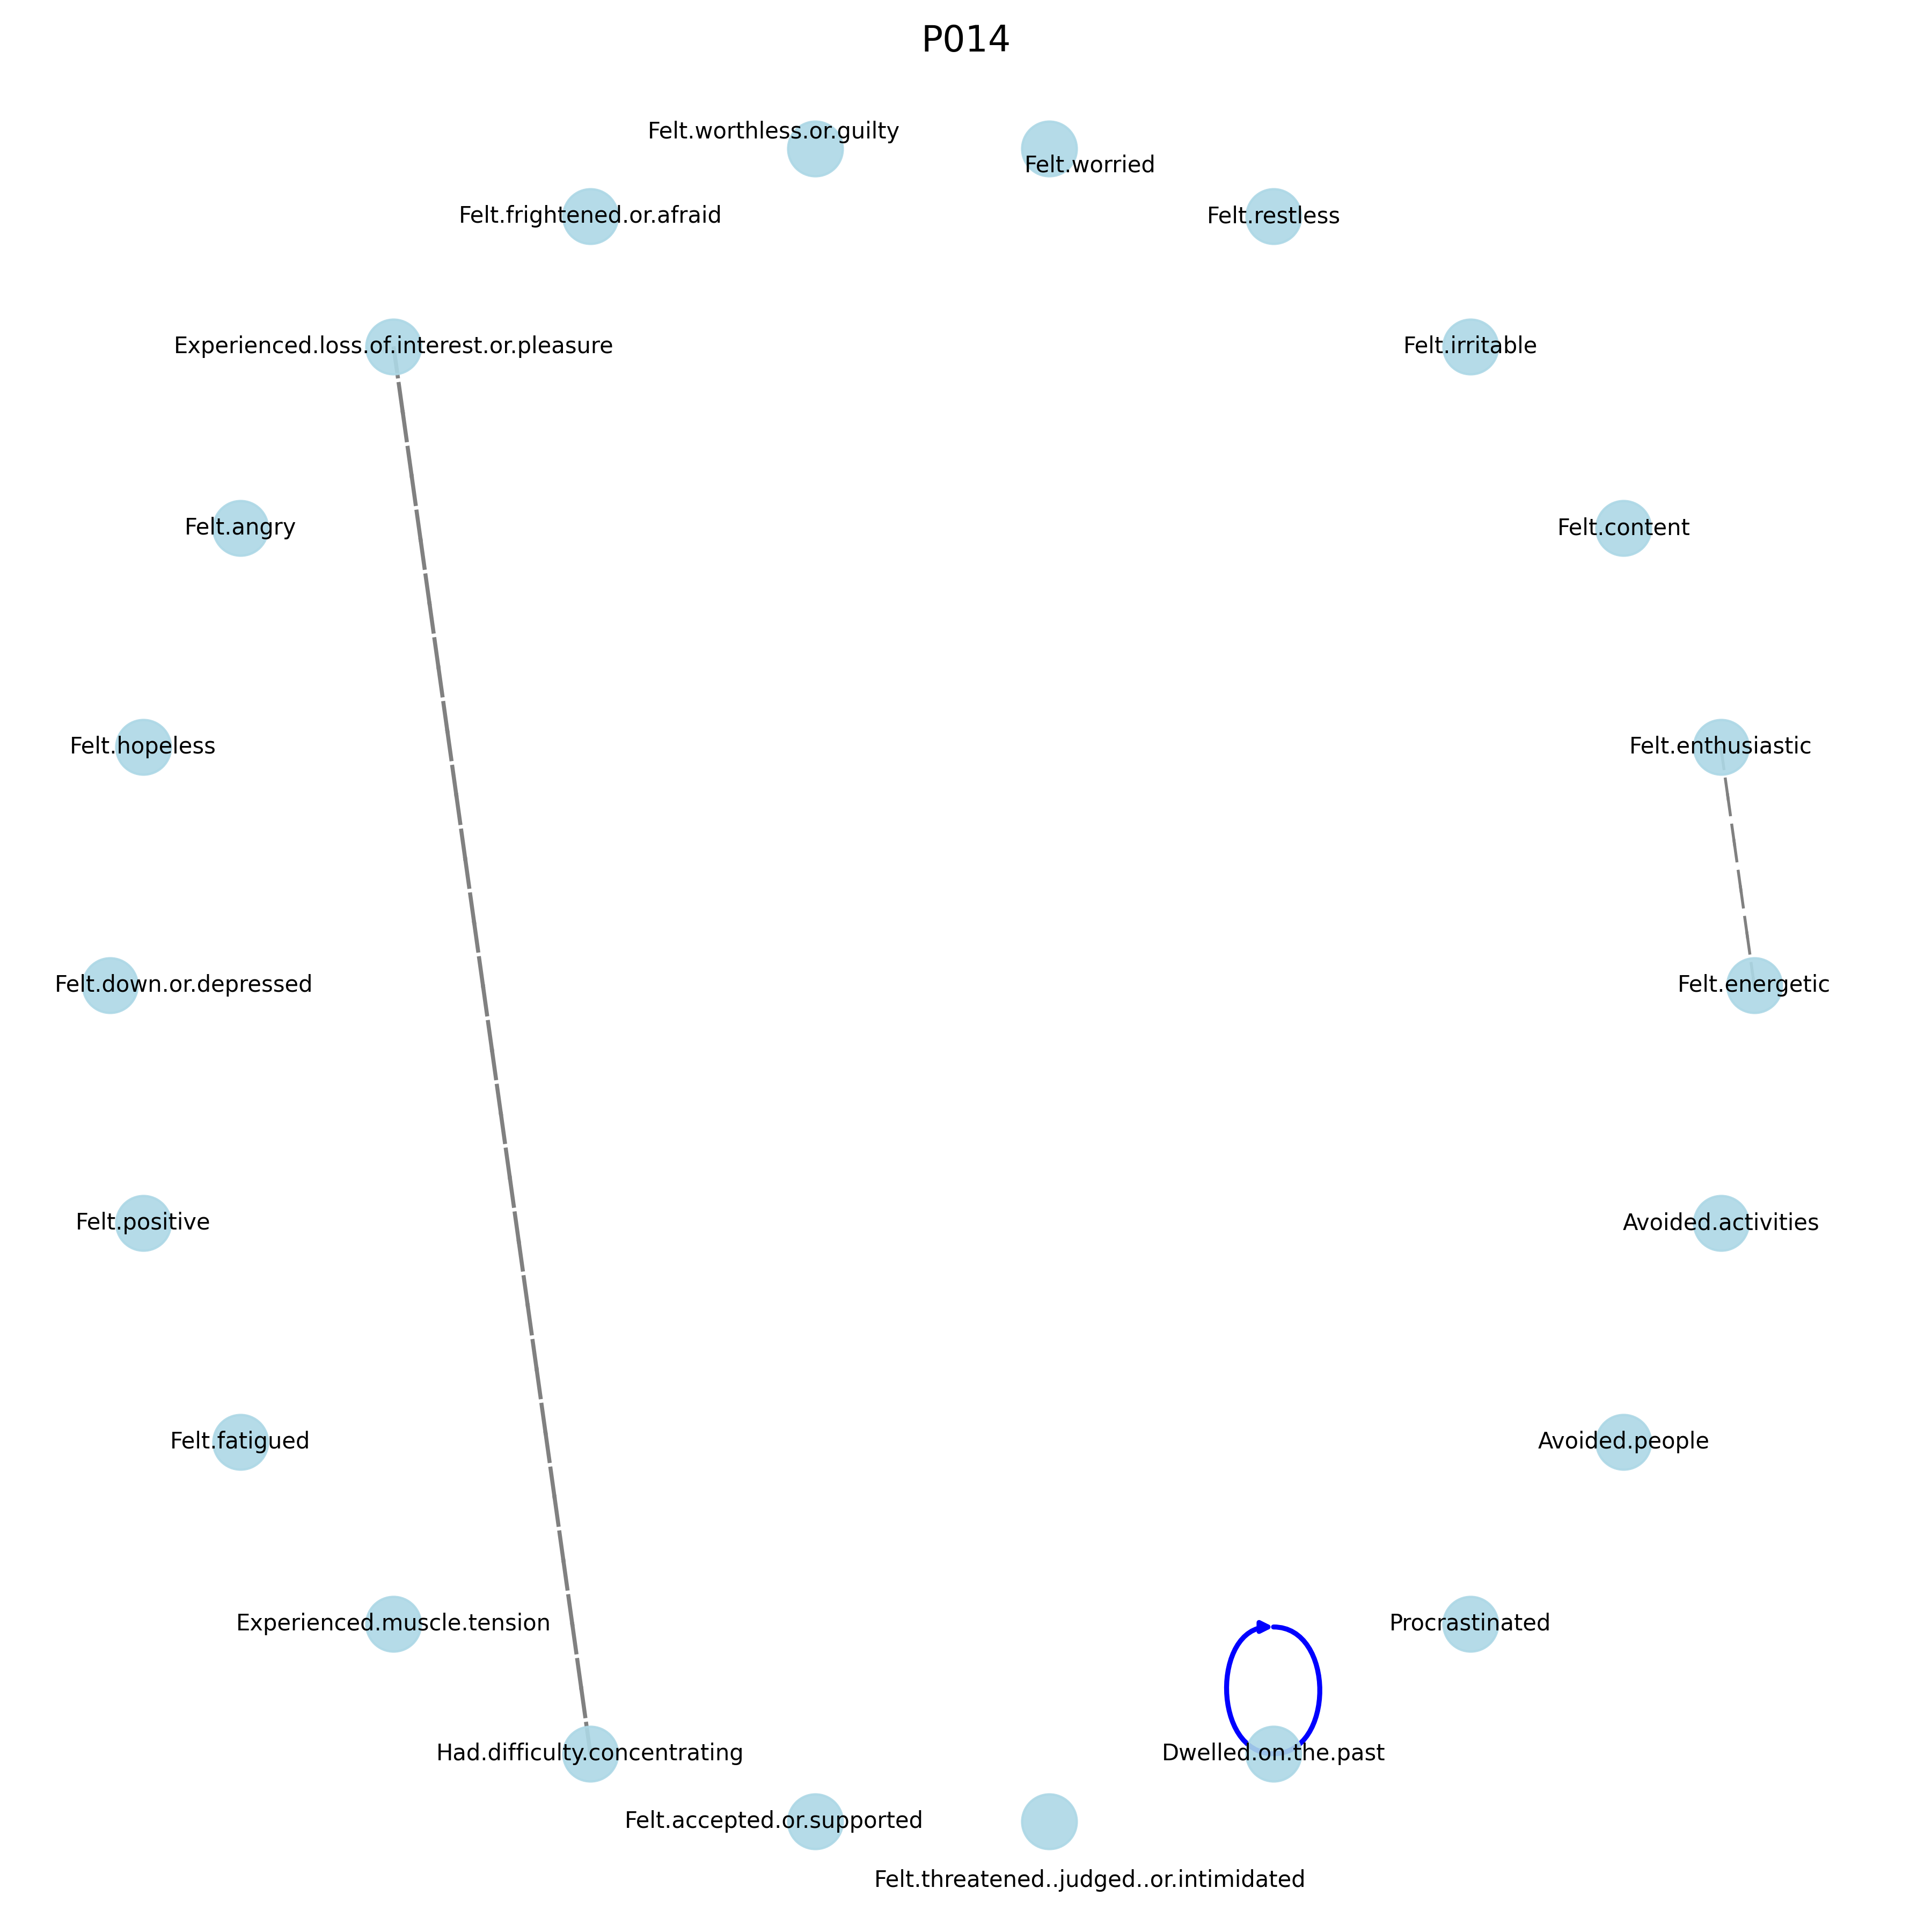 P014
Felt.worthless.or.guilty
Felt.worried
Felt.frightened.or.afraid
Felt.restless
Experienced.loss.of.interest.or.pleasure
Felt.irritable
Felt.angry
Felt.content
Felt.hopeless
Felt.enthusiastic
Felt.down.or.depressed
Felt.energetic
Felt.positive
Avoided.activities
Felt.fatigued
Avoided.people
Experienced.muscle.tension
Procrastinated
Had.difficulty.concentrating
Dwelled.on.the.past
Felt.accepted.or.supported
Felt.threatened..judged..or.intimidated